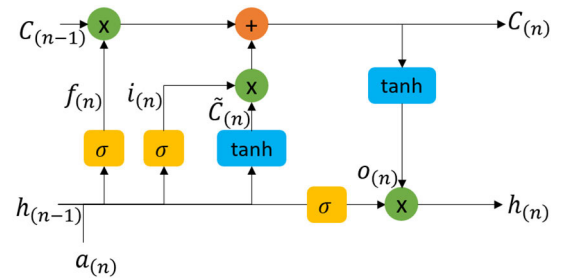 C(n-1) x + C(n)
f(n) i(n) x tanh
C̃(n)
σ σ tanh
o(n)
h(n-1) σ x h(n)
a(n)